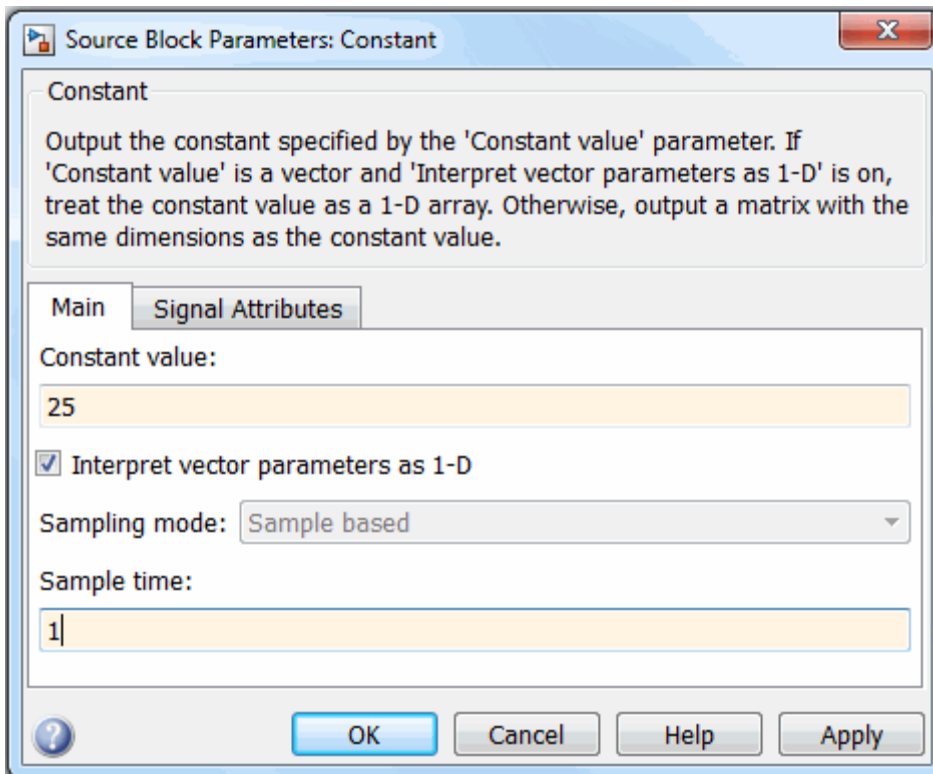 Source Block Parameters: Constant
Constant
Output the constant specified by the 'Constant value' parameter. If
'Constant value' is a vector and 'Interpret vector parameters as 1-D' is on,
treat the constant value as a 1-D array. Otherwise, output a matrix with the
same dimensions as the constant value.
Main Signal Attributes
Constant value:
25
Interpret vector parameters as 1-D
Sampling mode: Sample based
Sample time:
1
OK Cancel Help Apply